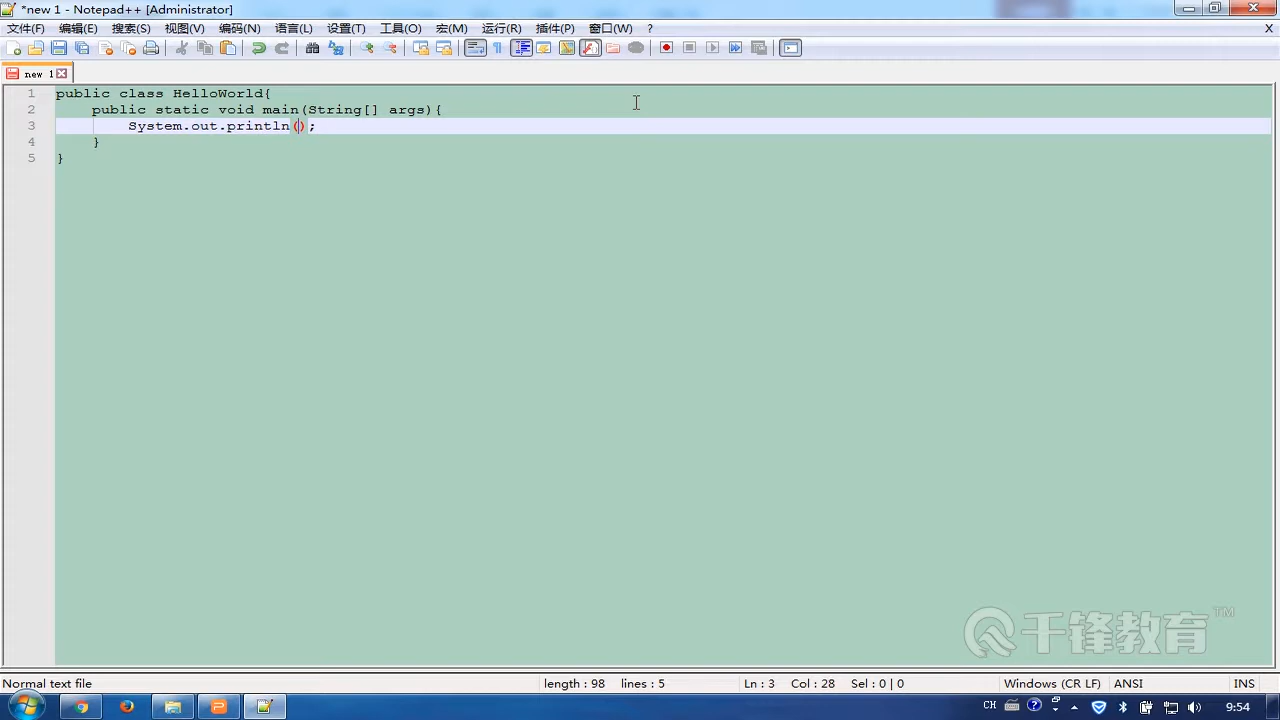 *new 1 - Notepad++ [Administrator]
文件(F) 编辑(E) 搜索(S) 视图(V) 编码(N) 语言(L) 设置(T) 工具(O) 宏(M) 运行(R) 插件(P) 窗口(W) ? X
new 1
1 public class HelloWorld{
2 public static void main(String[] args){
3 System.out.println();
4 }
5 }
千锋教育™
Normal text file length : 98 lines : 5 Ln : 3 Col : 28 Sel : 0 | 0 Windows (CR LF) ANSI INS
CH 9:54